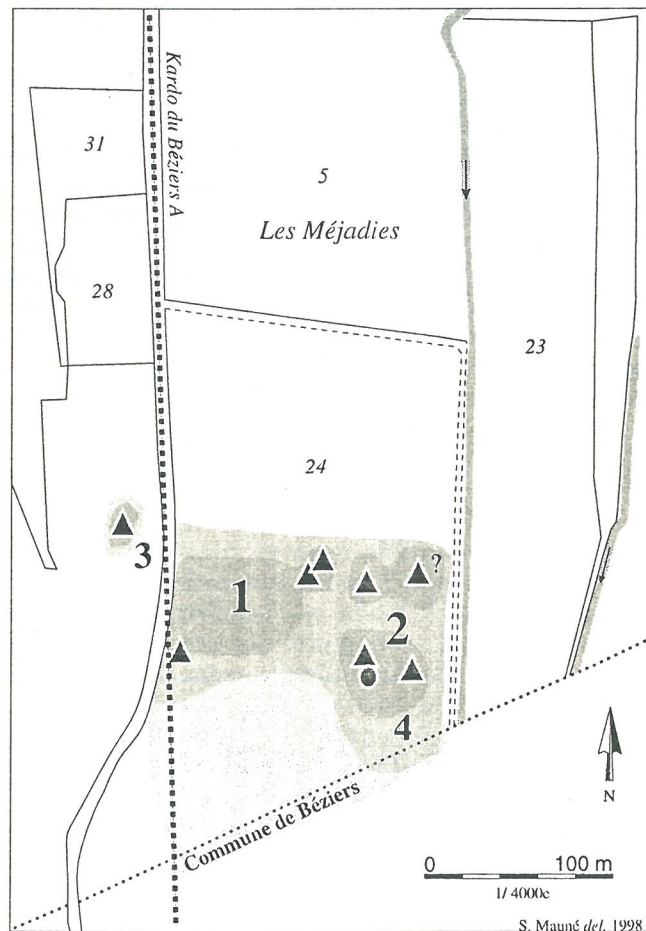 31
Kardo du Béziers A
5
Les Méjadies
28
23
24
3
1
?
2
4
N
Commune de Béziers
0 100 m
1/4000e
S. Mauné del. 1998